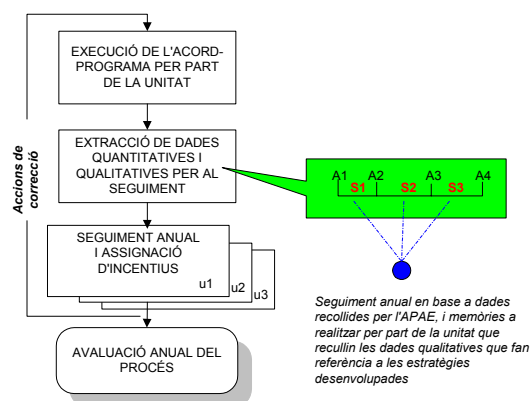 EXECUCIÓ DE L'ACORD-
PROGRAMA PER PART
DE LA UNITAT
Accions de
correcció
EXTRACCIÓ DE DADES
QUANTITATIVES I
QUALITATIVES PER AL
SEGUIMENT
A1 A2 A3 A4
S1 S2 S3
SEGUIMENT ANUAL
I ASSIGNACIÓ
D'INCENTIUS
u1
u2
u3
Seguiment anual en base a dades
recollides per l'APAE, i memòries a
realitzar per part de la unitat que
recullin les dades qualitatives que fan
referència a les estratègies
desenvolupades
AVALUACIÓ ANUAL DEL
PROCÉS